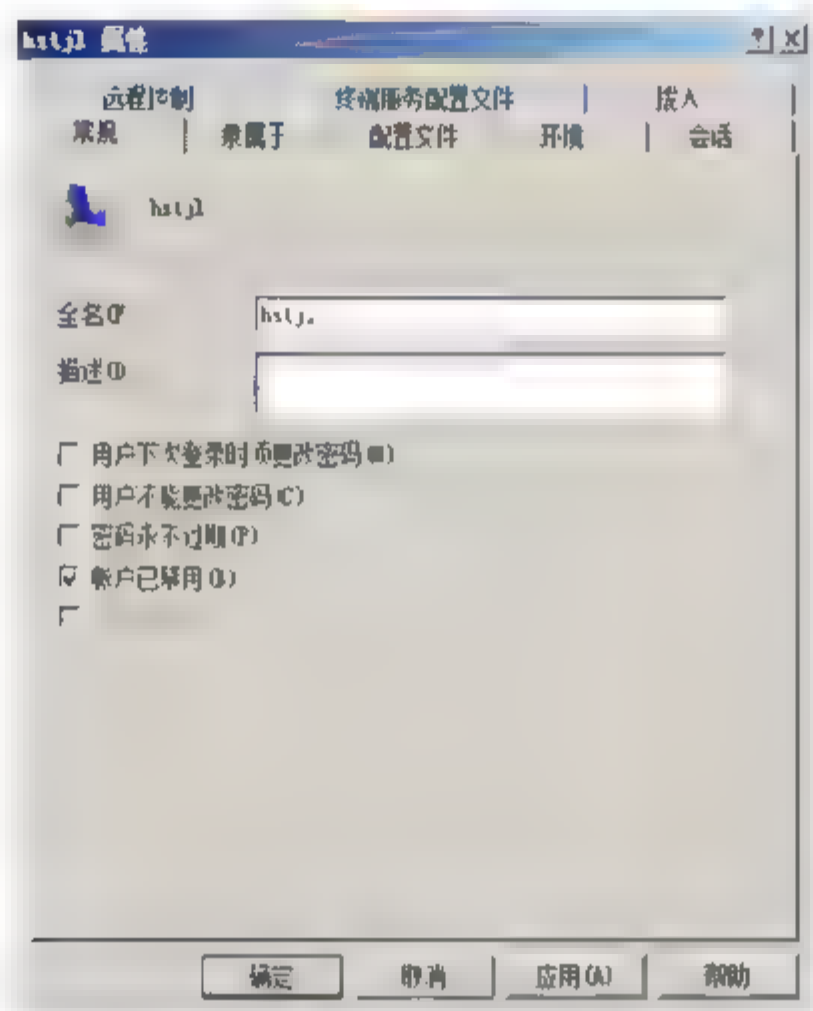 hstjl 属性
远程控制 终端服务配置文件 拨入
常规 隶属于 配置文件 环境 会话
hstjl
全名(F)
描述(D)
用户下次登录时须更改密码(M)
用户不能更改密码(C)
密码永不过期(P)
帐户已禁用(B)
确定 取消 应用(A) 帮助